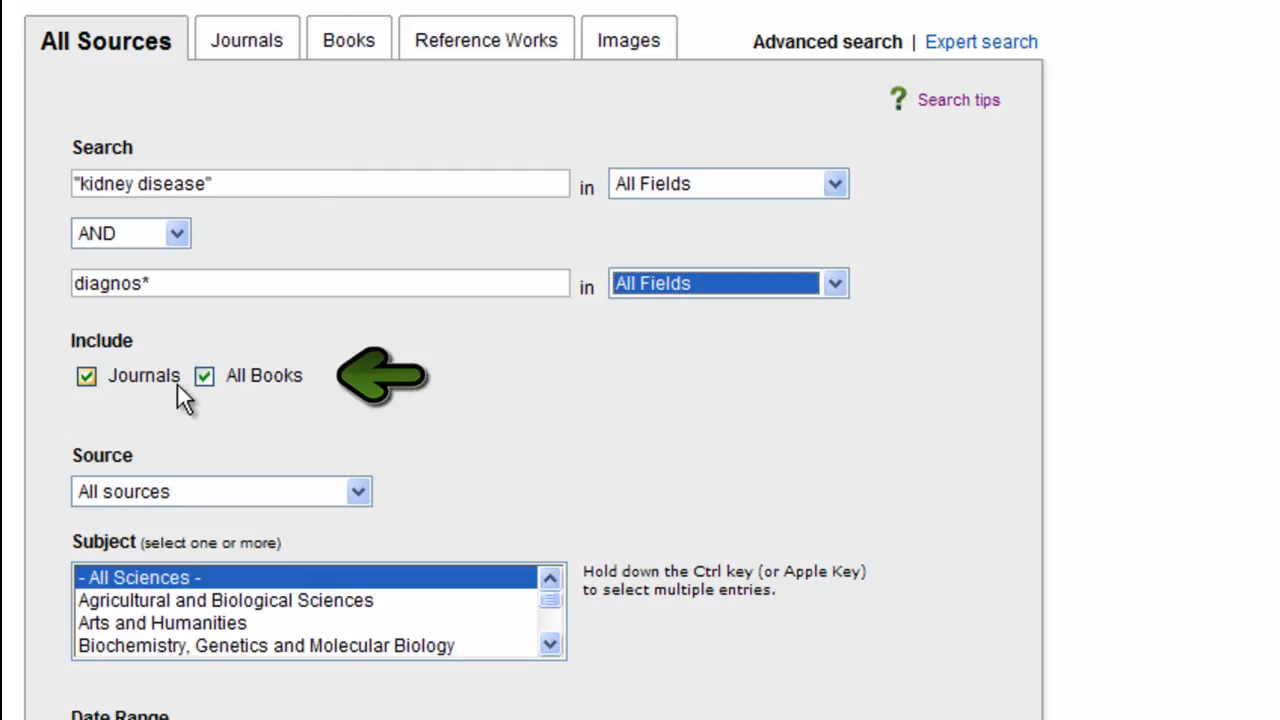 All Sources Journals Books Reference Works Images Advanced search | Expert search
? Search tips
Search
"kidney disease" in All Fields
AND
diagnos* in All Fields
Include
Journals All Books
Source
All sources
Subject (select one or more)
- All Sciences -
Agricultural and Biological Sciences
Arts and Humanities
Biochemistry, Genetics and Molecular Biology
Hold down the Ctrl key (or Apple Key)
to select multiple entries.
Date Range